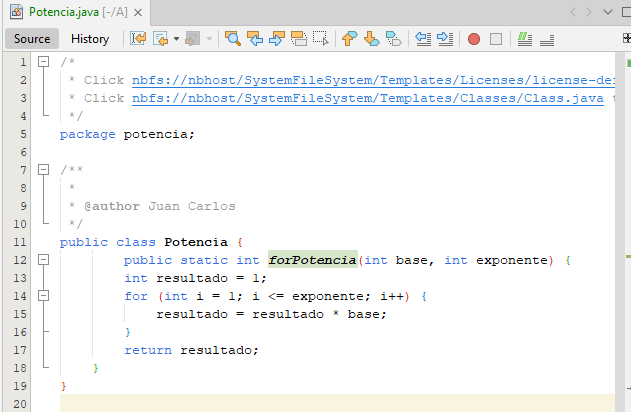 Potencia.java [-/A]
Source History
1 /*
2 * Click nbfs://nbhost/SystemFileSystem/Templates/Licenses/license-de
3 * Click nbfs://nbhost/SystemFileSystem/Templates/Classes/Class.java
4 */
5 package potencia;
6
7 /**
8 *
9 * @author Juan Carlos
10 */
11 public class Potencia {
12 public static int forPotencia(int base, int exponente) {
13 int resultado = 1;
14 for (int i = 1; i <= exponente; i++) {
15 resultado = resultado * base;
16 }
17 return resultado;
18 }
19 }
20